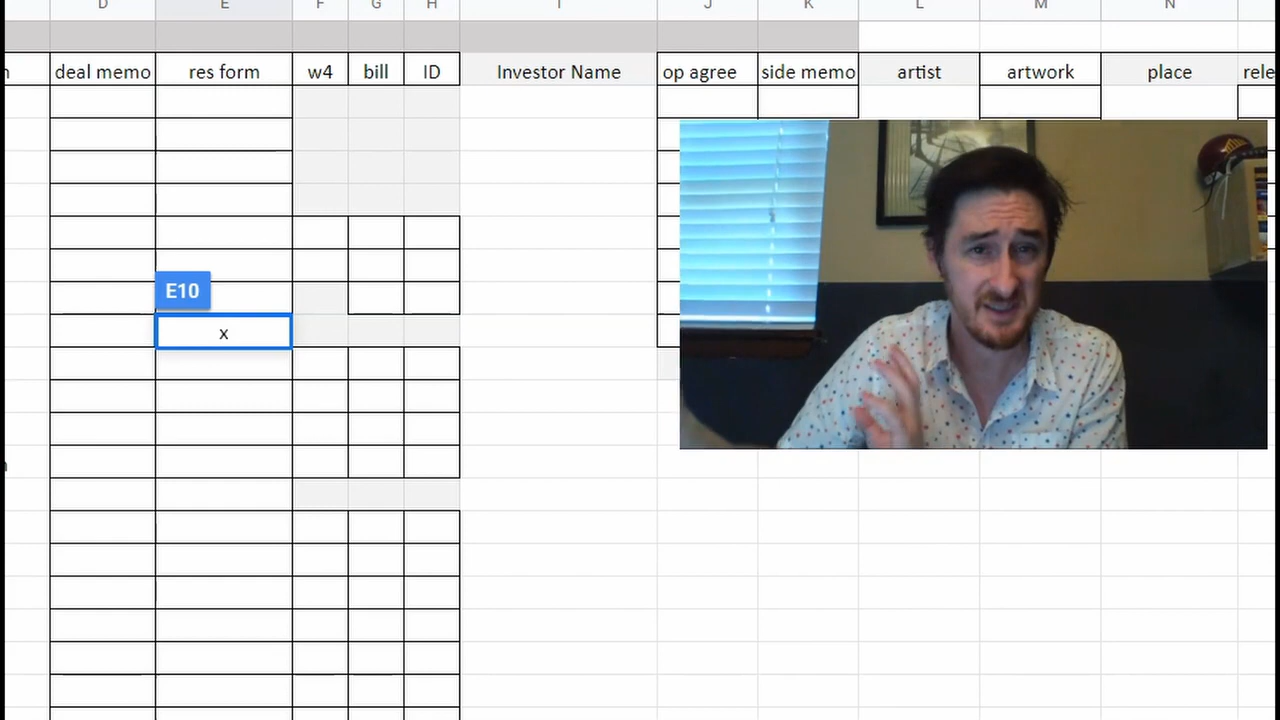 D E F G H I J K L M N
deal memo res form w4 bill ID Investor Name op agree side memo artist artwork place
E10
x